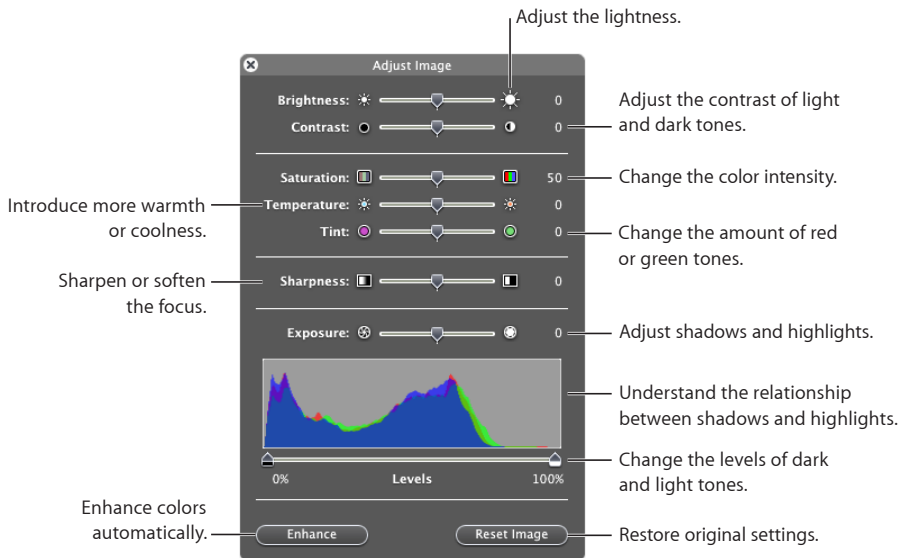 Adjust the lightness.
Adjust Image
Brightness: 0
Adjust the contrast of light
and dark tones.
Contrast: 0
Saturation: 50
Change the color intensity.
Introduce more warmth
or coolness.
Temperature: 0
Tint: 0
Change the amount of red
or green tones.
Sharpen or soften
the focus.
Sharpness: 0
Exposure: 0
Adjust shadows and highlights.
Understand the relationship
between shadows and highlights.
Change the levels of dark
and light tones.
0% Levels 100%
Enhance colors
automatically.
Enhance
Reset Image
Restore original settings.